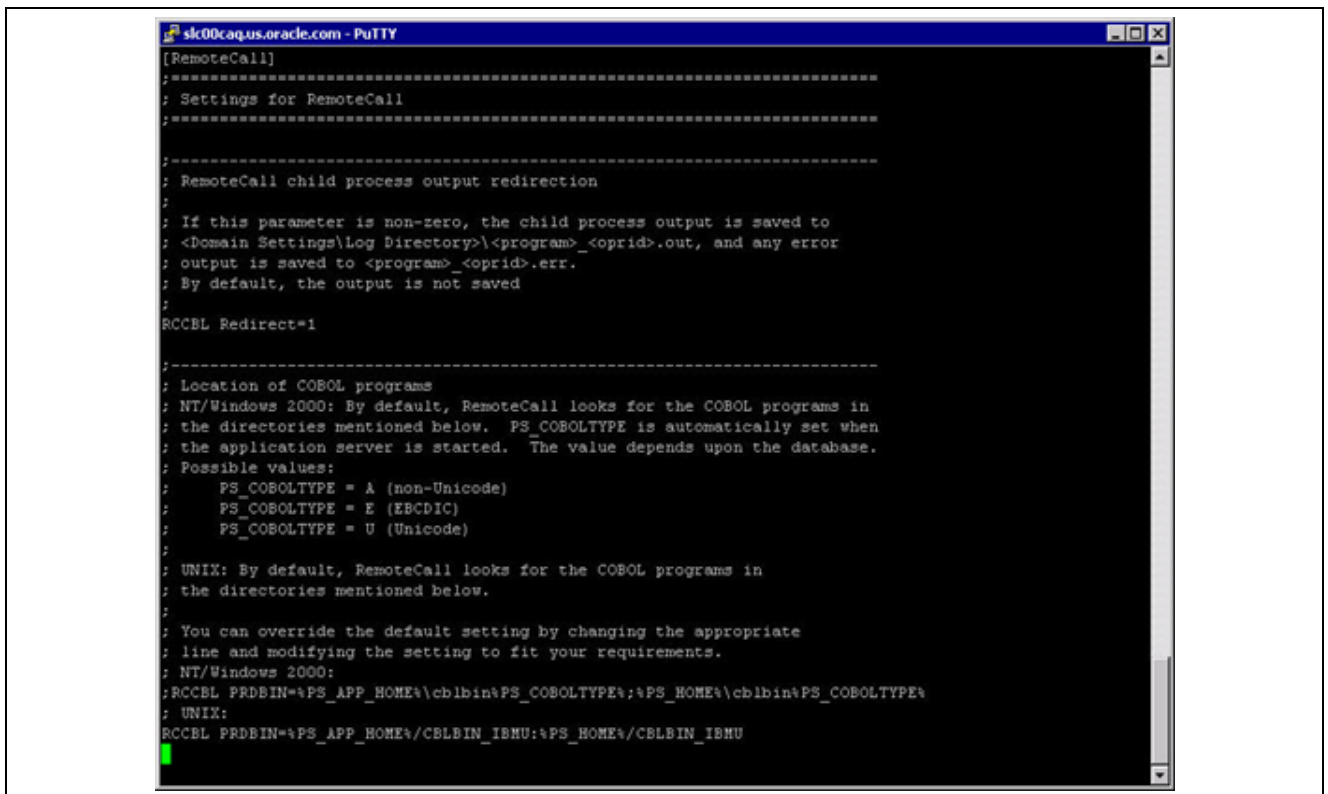 slc00caq.us.oracle.com - PuTTY
[RemoteCall]
;=========================================================================
; Settings for RemoteCall
;=========================================================================
;-------------------------------------------------------------------------
; RemoteCall child process output redirection
;
; If this parameter is non-zero, the child process output is saved to
; <Domain Settings\Log Directory>\<program>_<oprid>.out, and any error
; output is saved to <program>_<oprid>.err.
; By default, the output is not saved
;
RCCBL Redirect=1
;-------------------------------------------------------------------------
; Location of COBOL programs
; NT/Windows 2000: By default, RemoteCall looks for the COBOL programs in
; the directories mentioned below.  PS_COBOLTYPE is automatically set when
; the application server is started.  The value depends upon the database.
; Possible values:
;     PS_COBOLTYPE = A (non-Unicode)
;     PS_COBOLTYPE = E (EBCDIC)
;     PS_COBOLTYPE = U (Unicode)
;
; UNIX: By default, RemoteCall looks for the COBOL programs in
; the directories mentioned below.
;
; You can override the default setting by changing the appropriate
; line and modifying the setting to fit your requirements.
; NT/Windows 2000:
;RCCBL PRDBIN=%PS_APP_HOME%\cblbin%PS_COBOLTYPE%;%PS_HOME%\cblbin%PS_COBOLTYPE%
; UNIX:
RCCBL PRDBIN=%PS_APP_HOME%/CBLBIN_IBMU:%PS_HOME%/CBLBIN_IBMU